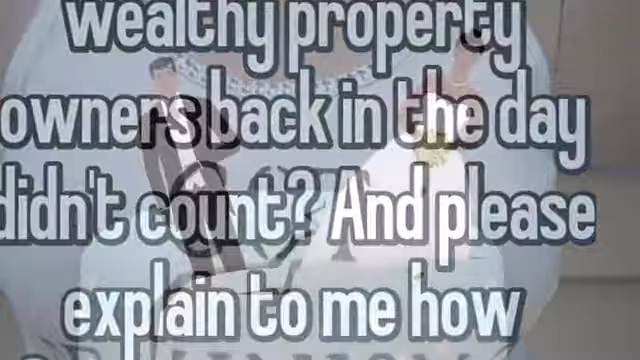 wealthy property
owners back in the day
didn't count? And please
explain to me how